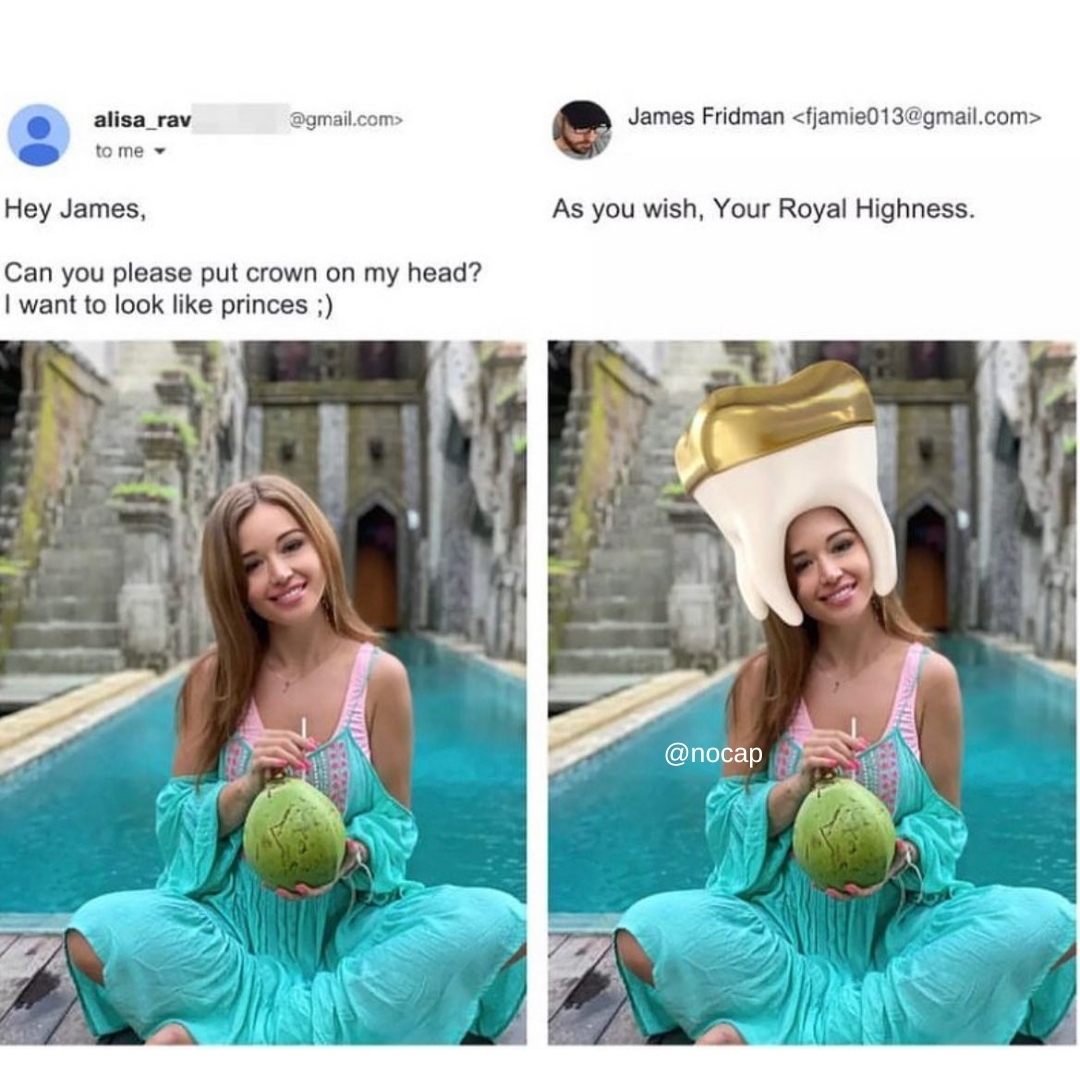 alisa_rav @gmail.com>
to me
Hey James,
Can you please put crown on my head?
I want to look like princes ;)
James Fridman <fjamie013@gmail.com>
As you wish, Your Royal Highness.
@nocap